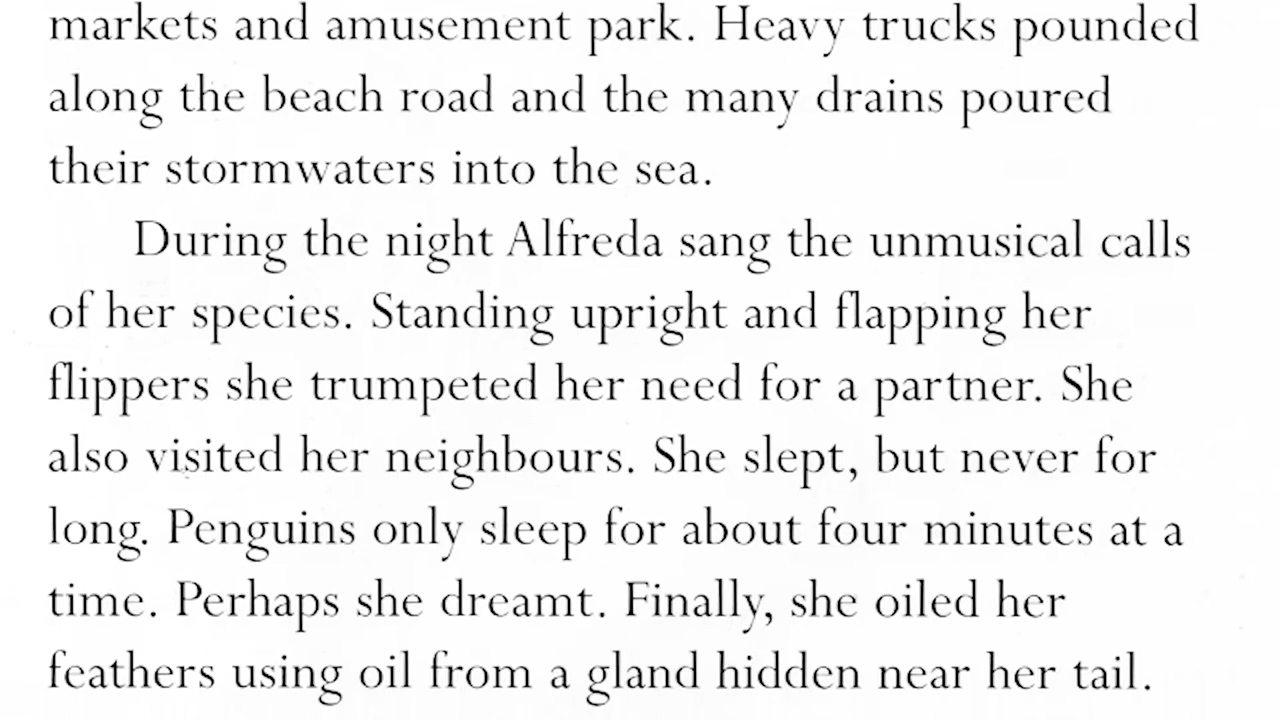 markets and amusement park. Heavy trucks pounded
along the beach road and the many drains poured
their stormwaters into the sea.
During the night Alfreda sang the unmusical calls
of her species. Standing upright and flapping her
flippers she trumpeted her need for a partner. She
also visited her neighbours. She slept, but never for
long. Penguins only sleep for about four minutes at a
time. Perhaps she dreamt. Finally, she oiled her
feathers using oil from a gland hidden near her tail.